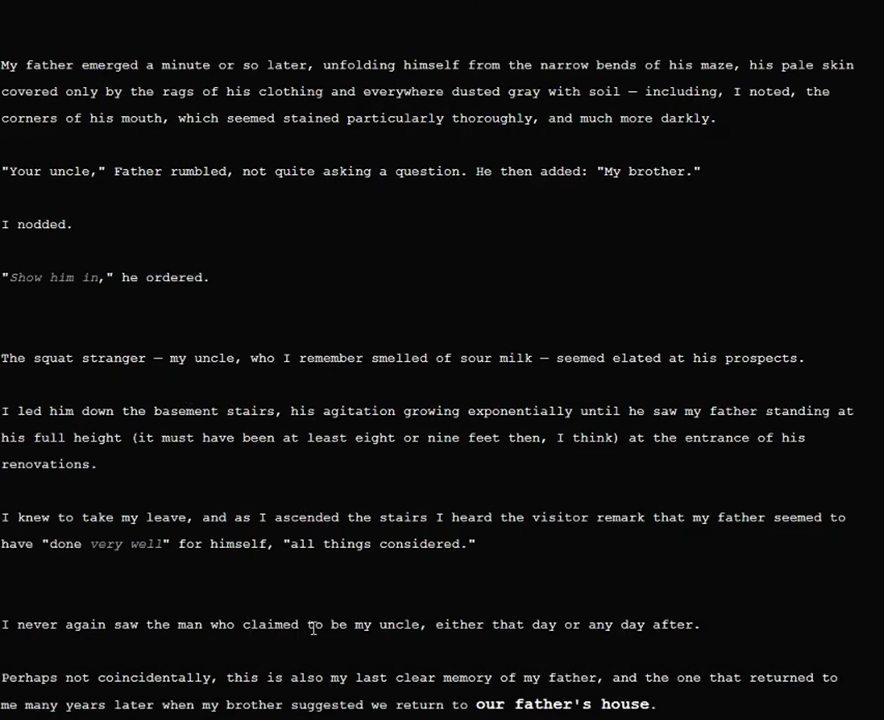 My father emerged a minute or so later, unfolding himself from the narrow bends of his maze, his pale skin
covered only by the rags of his clothing and everywhere dusted gray with soil — including, I noted, the
corners of his mouth, which seemed stained particularly thoroughly, and much more darkly.
"Your uncle," Father rumbled, not quite asking a question. He then added: "My brother."
I nodded.
"Show him in," he ordered.
The squat stranger — my uncle, who I remember smelled of sour milk — seemed elated at his prospects.
I led him down the basement stairs, his agitation growing exponentially until he saw my father standing at
his full height (it must have been at least eight or nine feet then, I think) at the entrance of his
renovations.
I knew to take my leave, and as I ascended the stairs I heard the visitor remark that my father seemed to
have "done very well" for himself, "all things considered."
I never again saw the man who claimed to be my uncle, either that day or any day after.
Perhaps not coincidentally, this is also my last clear memory of my father, and the one that returned to
me many years later when my brother suggested we return to our father's house.